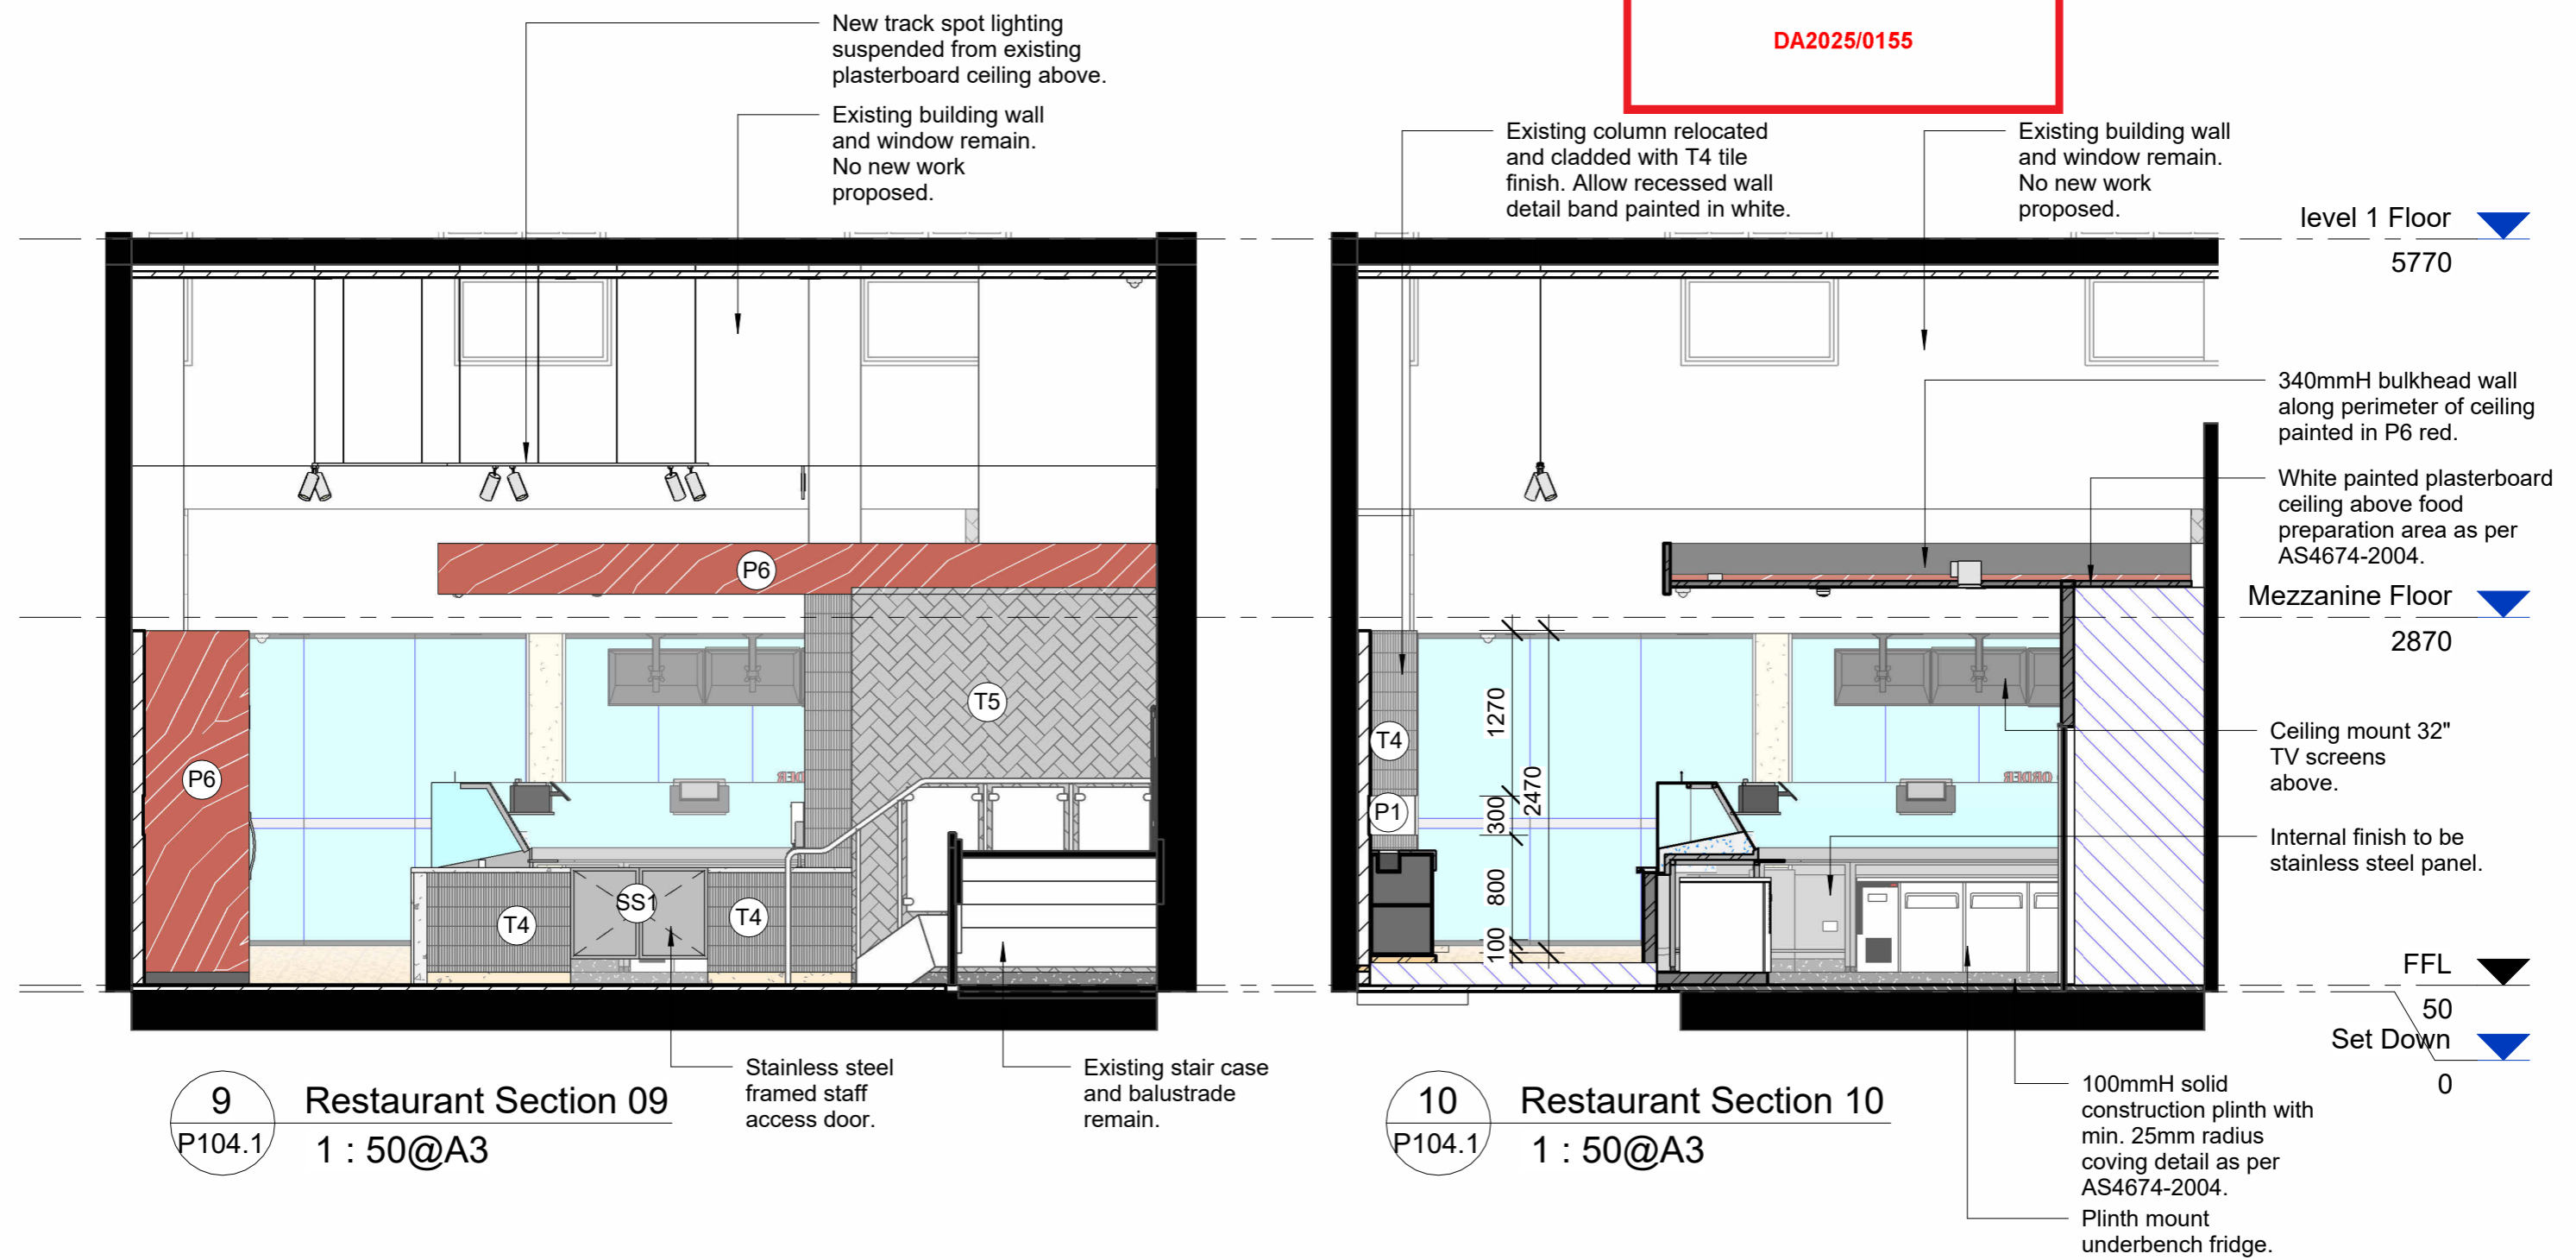 DA2025/0155
New track spot lighting
suspended from existing
plasterboard ceiling above.
Existing building wall
and window remain.
No new work
proposed.
Existing column relocated
and cladded with T4 tile
finish. Allow recessed wall
detail band painted in white.
Existing building wall
and window remain.
No new work
proposed.
level 1 Floor
5770
340mmH bulkhead wall
along perimeter of ceiling
painted in P6 red.
White painted plasterboard
ceiling above food
preparation area as per
AS4674-2004.
Mezzanine Floor
2870
Ceiling mount 32"
TV screens
above.
Internal finish to be
stainless steel panel.
FFL
50
Set Down
0
P6
T5
P6
T4
SS1
T4
T4
P1
1270
300
2470
800
100
ORDER
Stainless steel
framed staff
access door.
Existing stair case
and balustrade
remain.
9
P104.1
Restaurant Section 09
1 : 50@A3
10
P104.1
Restaurant Section 10
1 : 50@A3
100mmH solid
construction plinth with
min. 25mm radius
coving detail as per
AS4674-2004.
Plinth mount
underbench fridge.